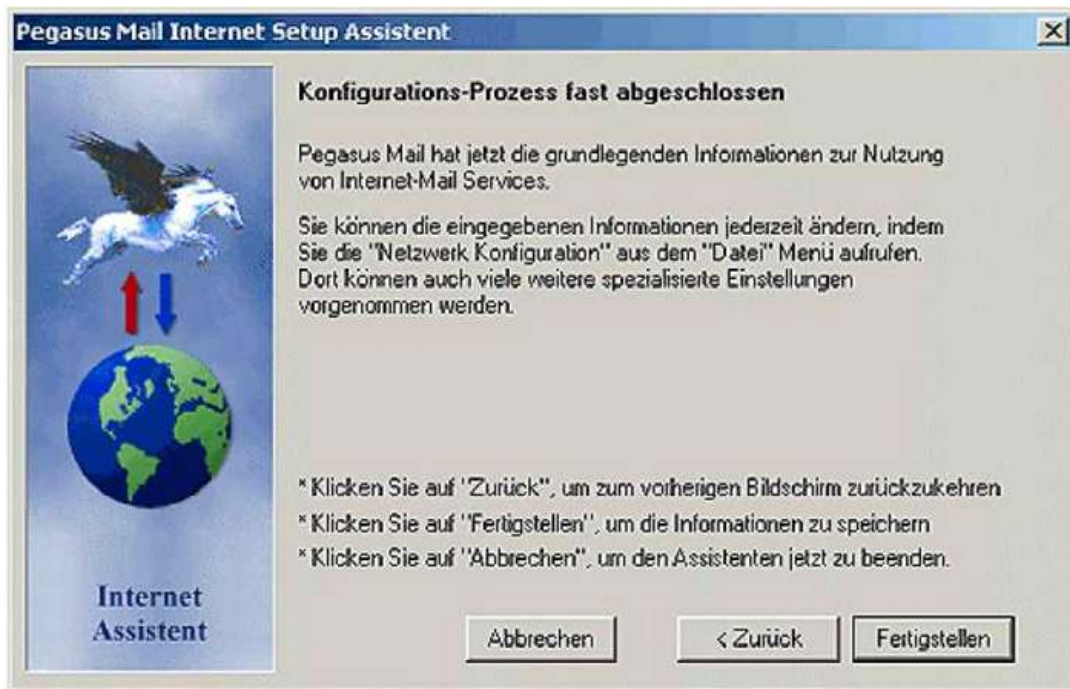 Pegasus Mail Internet Setup Assistent
Konfigurations-Prozess fast abgeschlossen
Pegasus Mail hat jetzt die grundlegenden Informationen zur Nutzung
von Internet-Mail Services.
Sie können die eingegebenen Informationen jederzeit ändern, indem
Sie die "Netzwerk Konfiguration" aus dem "Datei" Menü aufrufen.
Dort können auch viele weitere spezialisierte Einstellungen
vorgenommen werden.
* Klicken Sie auf "Zurück", um zum vorherigen Bildschirm zurückzukehren
* Klicken Sie auf "Fertigstellen", um die Informationen zu speichern
* Klicken Sie auf "Abbrechen", um den Assistenten jetzt zu beenden.
Internet
Assistent
Abbrechen
< Zurück
Fertigstellen